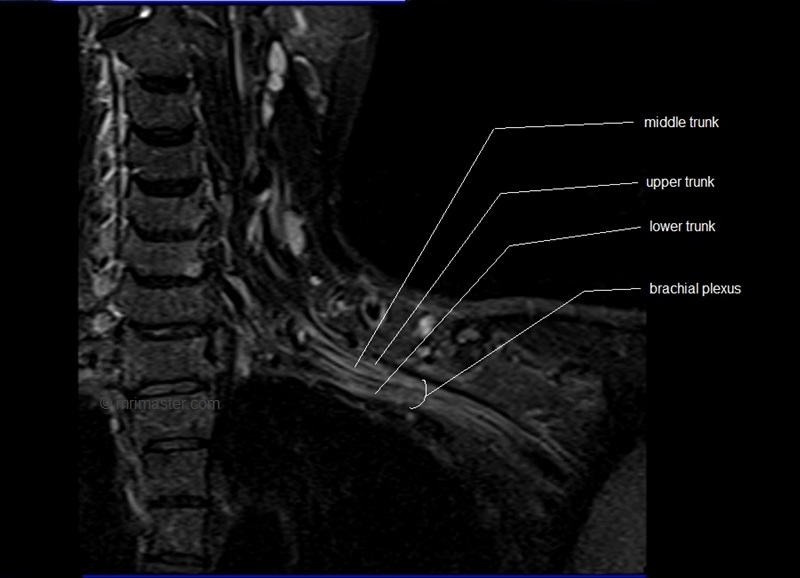 middle trunk
upper trunk
lower trunk
brachial plexus
© mrimaster.com